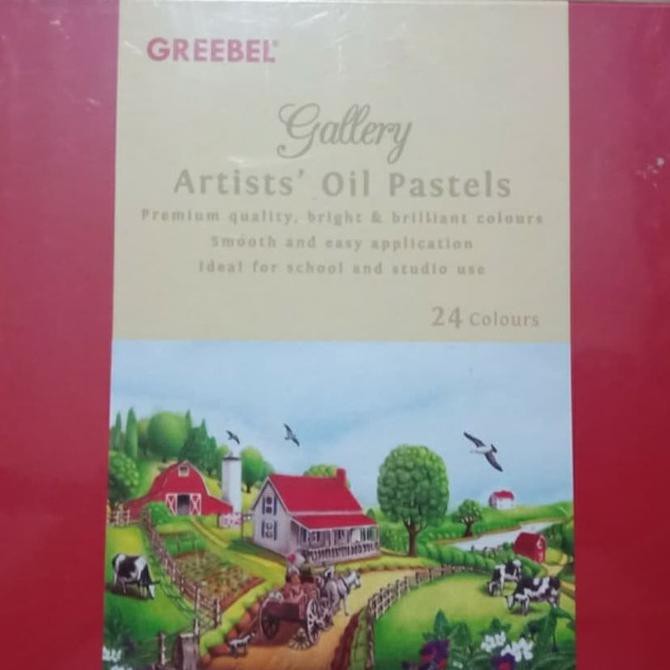 GREEBEL®
Gallery
Artists' Oil Pastels
Premium quality, bright & brilliant colours
Smooth and easy application
Ideal for school and studio use
24 Colours